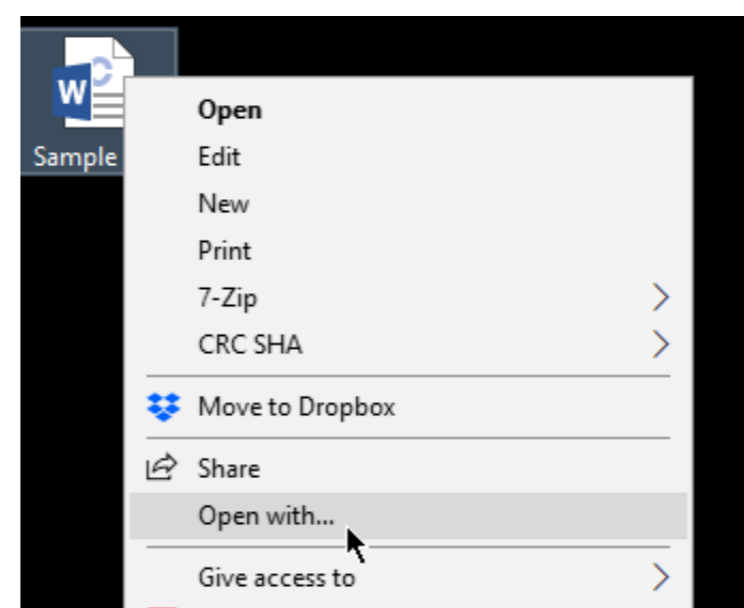 W
Sample
Open
Edit
New
Print
7-Zip
CRC SHA
Move to Dropbox
Share
Open with...
Give access to